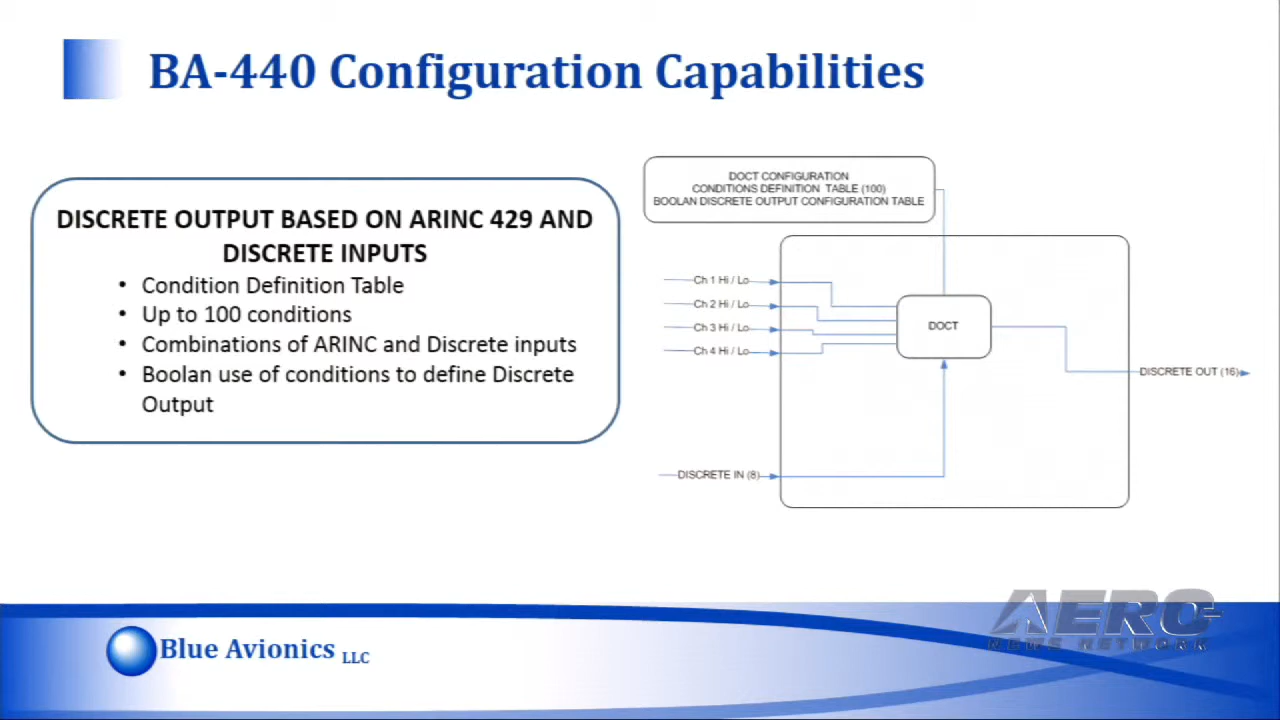 BA-440 Configuration Capabilities
DISCRETE OUTPUT BASED ON ARINC 429 AND
DISCRETE INPUTS
• Condition Definition Table
• Up to 100 conditions
• Combinations of ARINC and Discrete inputs
• Boolan use of conditions to define Discrete
Output
DOCT CONFIGURATION
CONDITIONS DEFINITION TABLE (100)
BOOLAN DISCRETE OUTPUT CONFIGURATION TABLE
Ch 1 Hi / Lo
Ch 2 Hi / Lo
Ch 3 Hi / Lo
Ch 4 Hi / Lo
DOCT
DISCRETE OUT (16)
DISCRETE IN (8)
Blue Avionics LLC
AERO
NEWS NETWORK